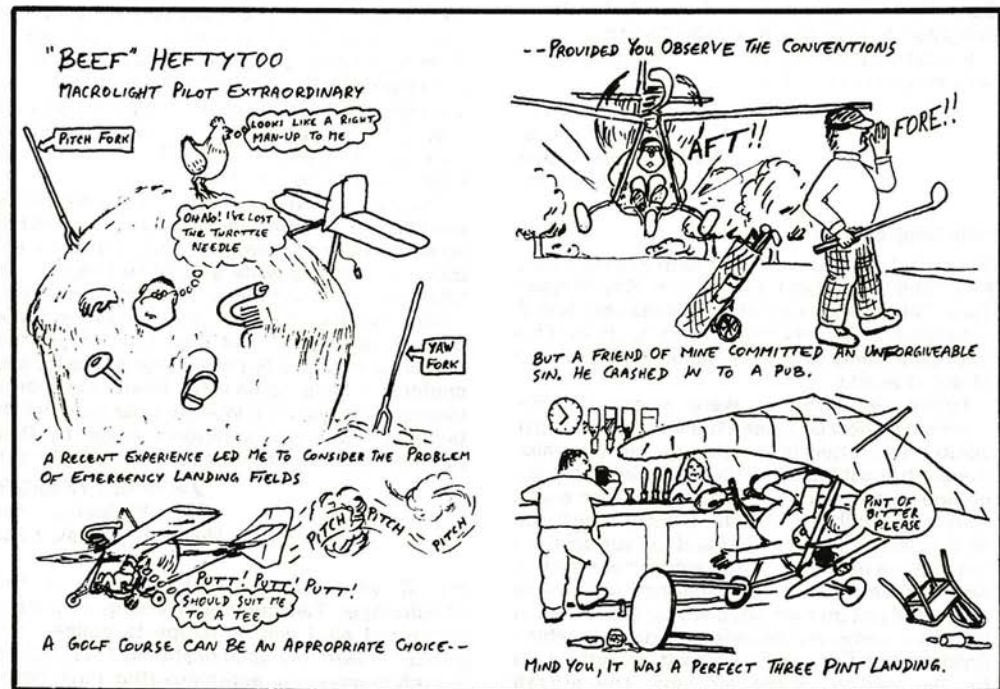 "BEEF" HEFTYTOO
MACROLIGHT PILOT EXTRAORDINARY
PITCH FORK
LOOKS LIKE A RIGHT
MAN-UP TO ME
OH NO! I'VE LOST
THE THROTTLE
NEEDLE
YAW
FORK
A RECENT EXPERIENCE LED ME TO CONSIDER THE PROBLEM
OF EMERGENCY LANDING FIELDS
PITCH
PITCH
PITCH
PUTT! PUTT! PUTT!
SHOULD SUIT ME
TO A TEE
A GOLF COURSE CAN BE AN APPROPRIATE CHOICE--
--PROVIDED YOU OBSERVE THE CONVENTIONS
AFT!!
FORE!!
BUT A FRIEND OF MINE COMMITTED AN UNFORGIVEABLE
SIN. HE CRASHED IN TO A PUB.
PINT OF
BITTER
PLEASE
MIND YOU, IT WAS A PERFECT THREE PINT LANDING.